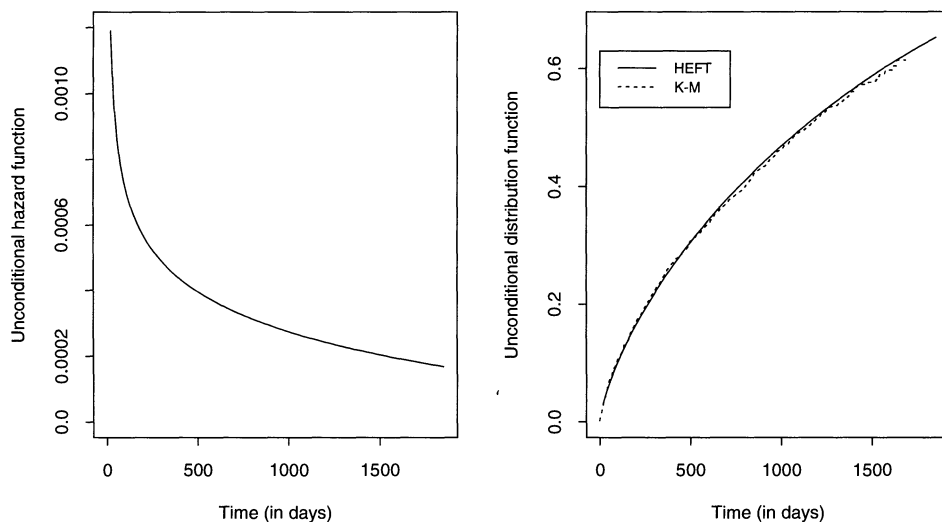 Unconditional hazard function
0.0010
0.0006
0.0002
0.0
0 500 1000 1500
Time (in days)
Unconditional distribution function
0.6
0.4
0.2
0.0
HEFT
K-M
0 500 1000 1500
Time (in days)